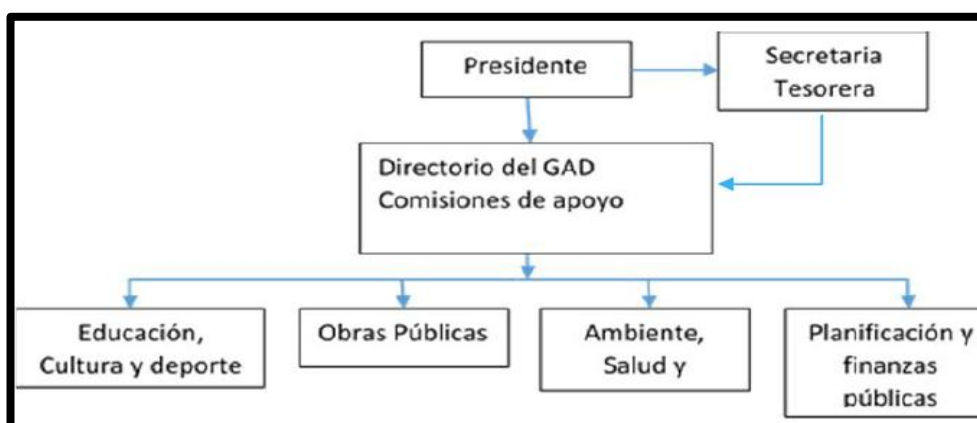 Presidente
Secretaria
Tesorera
Directorio del GAD
Comisiones de apoyo
Educación,
Cultura y deporte
Obras Públicas
Ambiente,
Salud y
Planificación y
finanzas
públicas